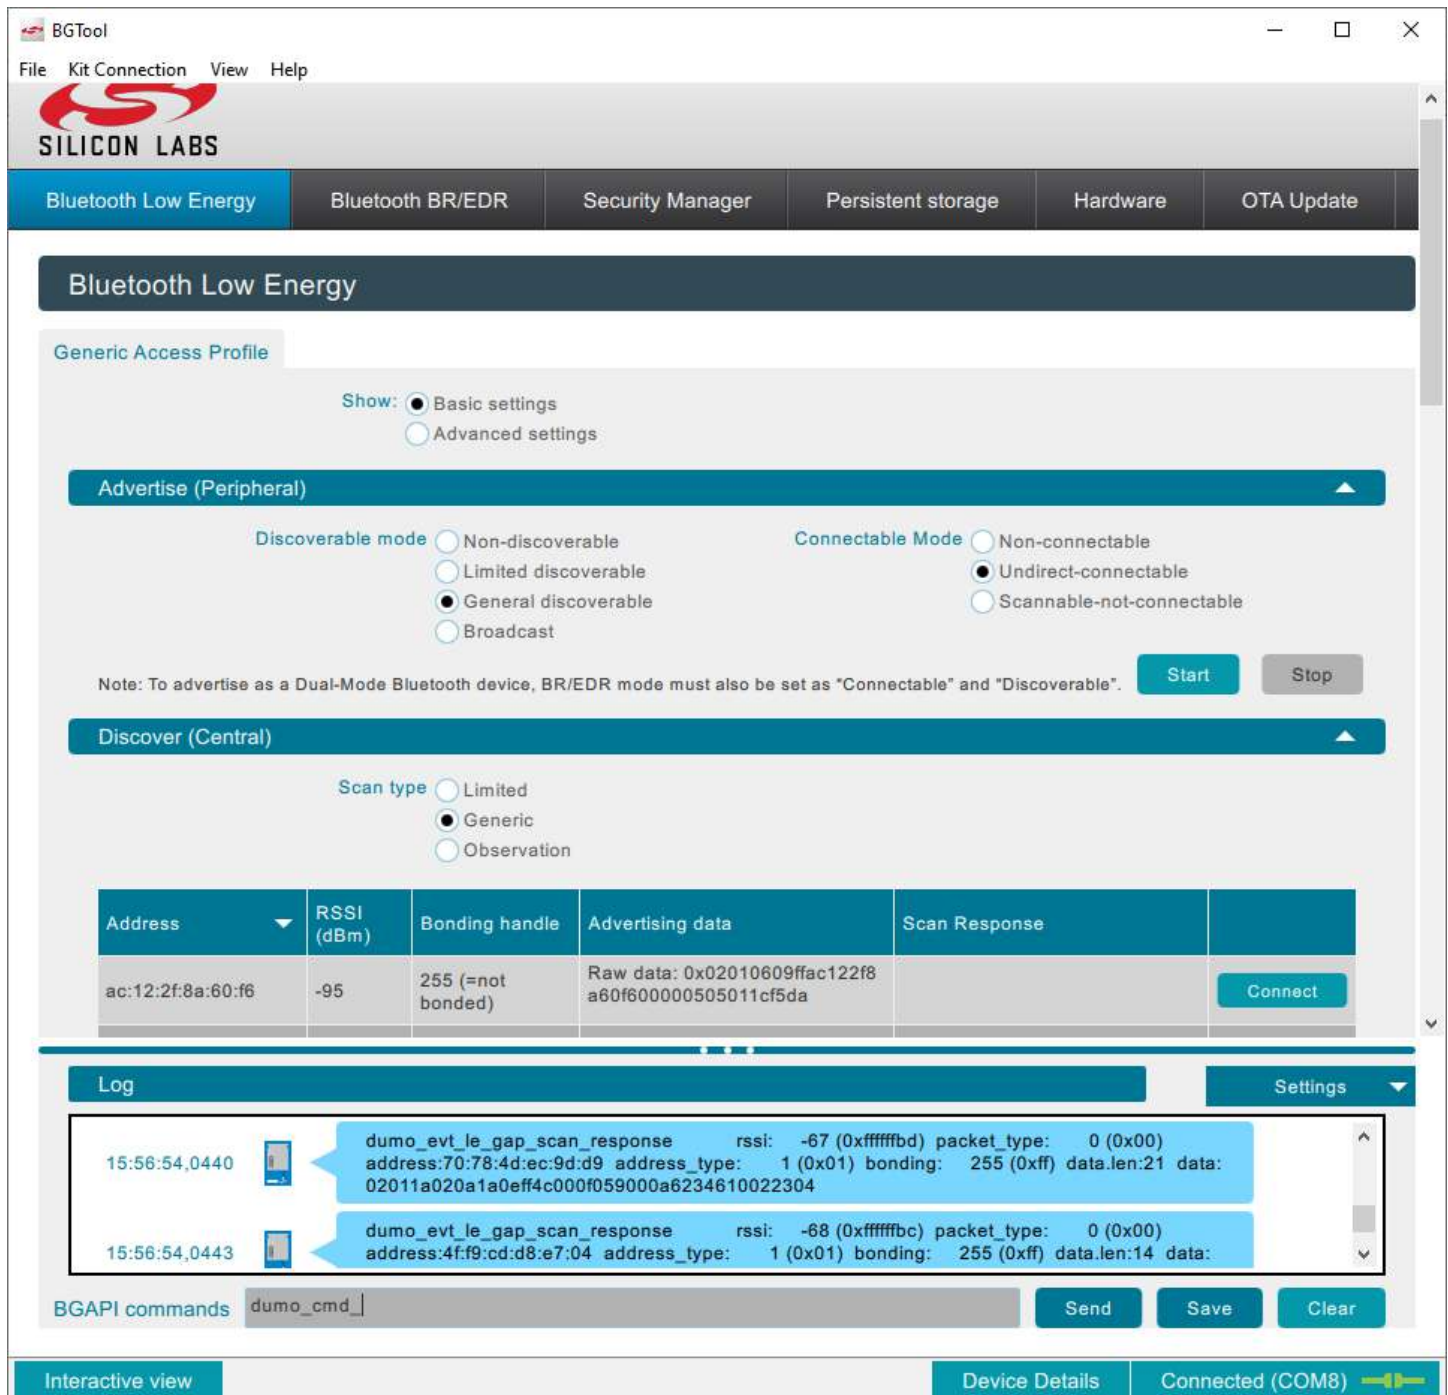 BGTool
File Kit Connection View Help
SILICON LABS
Bluetooth Low Energy Bluetooth BR/EDR Security Manager Persistent storage Hardware OTA Update
Bluetooth Low Energy
Generic Access Profile
Show: Basic settings
Advanced settings
Advertise (Peripheral)
Discoverable mode Non-discoverable Connectable Mode Non-connectable
Limited discoverable Undirect-connectable
General discoverable Scannable-not-connectable
Broadcast
Note: To advertise as a Dual-Mode Bluetooth device, BR/EDR mode must also be set as "Connectable" and "Discoverable". Start Stop
Discover (Central)
Scan type Limited
Generic
Observation
Address RSSI (dBm) Bonding handle Advertising data Scan Response
ac:12:2f:8a:60:f6 -95 255 (=not bonded) Raw data: 0x02010609ffac122f8 a60f600000505011cf5da Connect
Log Settings
dumo_evt_le_gap_scan_response rssi: -67 (0xffffffbd) packet_type: 0 (0x00)
15:56:54,0440 address:70:78:4d:ec:9d:d9 address_type: 1 (0x01) bonding: 255 (0xff) data.len:21 data:
02011a020a1a0eff4c000f059000a6234610022304
dumo_evt_le_gap_scan_response rssi: -68 (0xffffffbc) packet_type: 0 (0x00)
15:56:54,0443 address:4f:f9:cd:d8:e7:04 address_type: 1 (0x01) bonding: 255 (0xff) data.len:14 data:
BGAPI commands dumo_cmd_ Send Save Clear
Interactive view Device Details Connected (COM8)